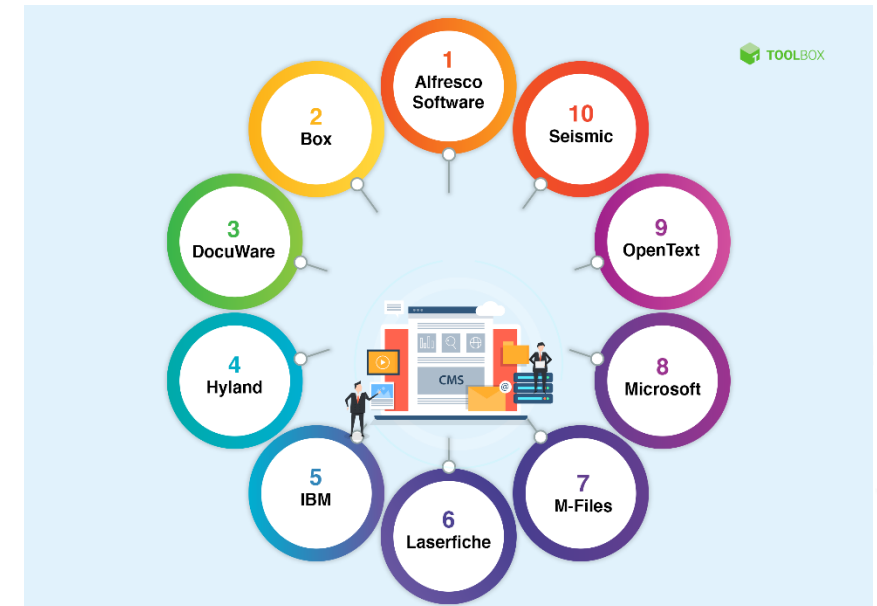 TOOLBOX
1
Alfresco
Software
2
Box
3
DocuWare
4
Hyland
5
IBM
6
Laserfiche
7
M-Files
8
Microsoft
9
OpenText
10
Seismic
CMS
@